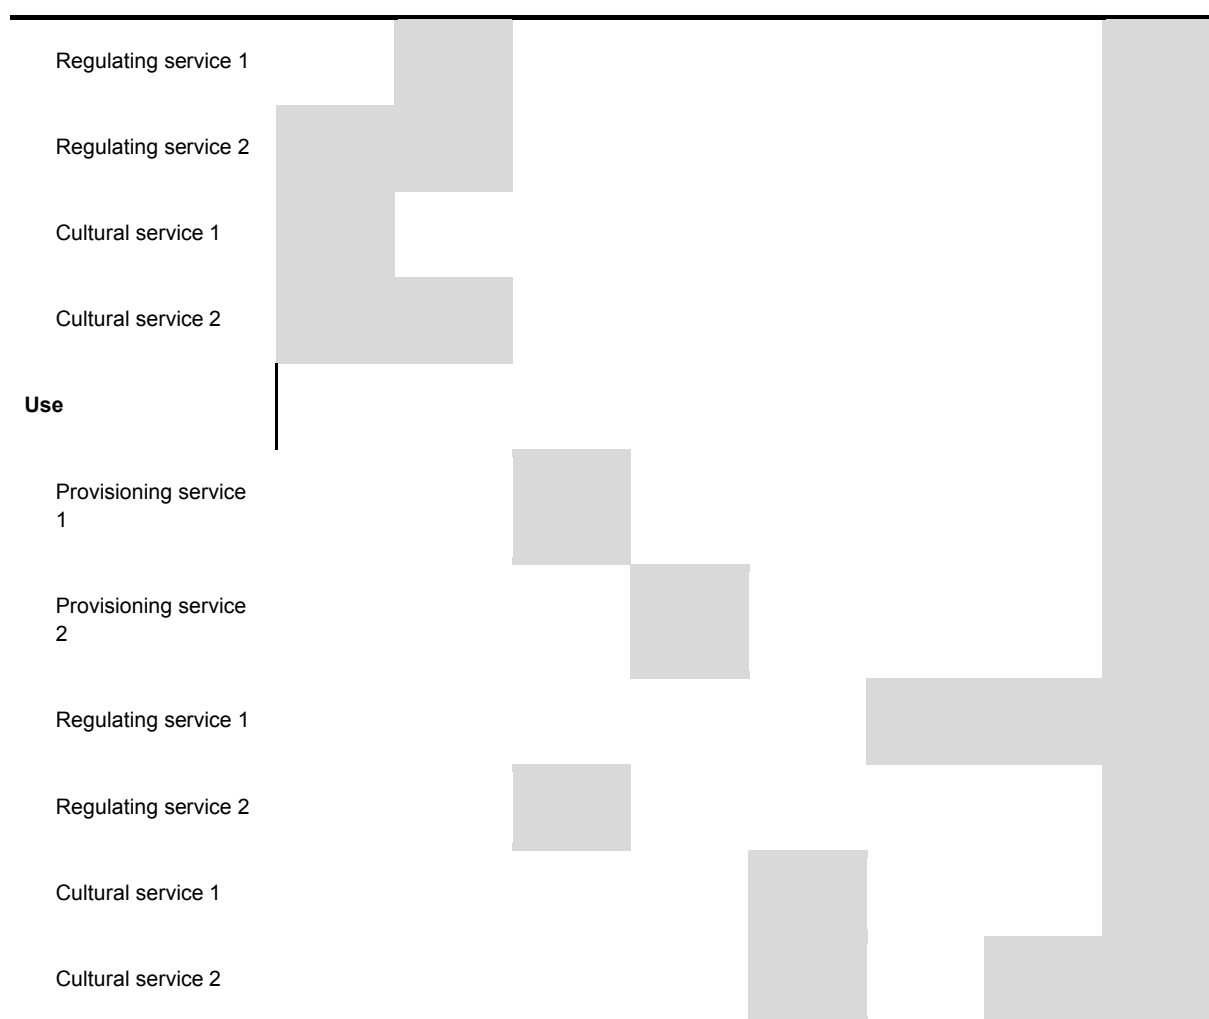 Regulating service 1
Regulating service 2
Cultural service 1
Cultural service 2
Use
Provisioning service
1
Provisioning service
2
Regulating service 1
Regulating service 2
Cultural service 1
Cultural service 2